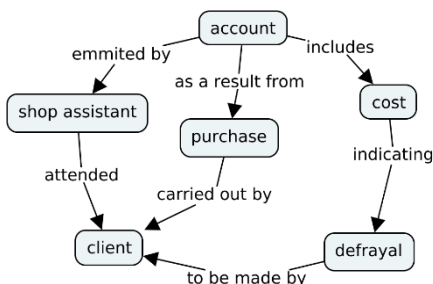 account
emmited by
includes
as a result from
cost
shop assistant
purchase
indicating
attended
carried out by
client
defrayal
to be made by